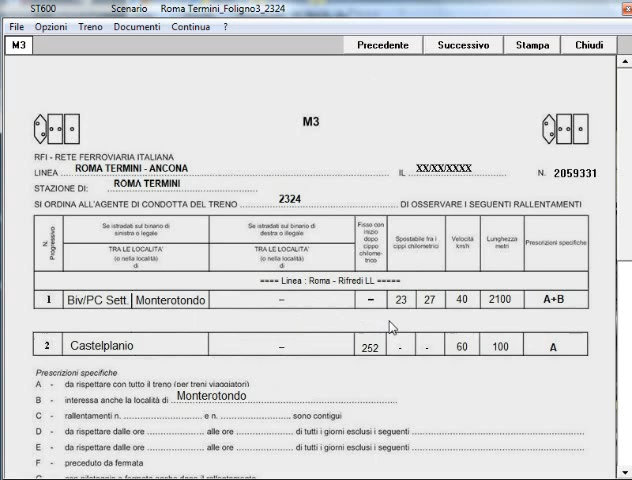 ST600 Scenario Roma Termini_Foligno3_2324
File Opzioni Treno Documenti Continua ?
M3 Precedente Successivo Stampa Chiudi
M3
RFI - RETE FERROVIARIA ITALIANA
LINEA ROMA TERMINI - ANCONA IL XX/XX/XXXX N. 2059331
STAZIONE DI: ROMA TERMINI
SI ORDINA ALL'AGENTE DI CONDOTTA DEL TRENO 2324 DI OSSERVARE I SEGUENTI RALLENTAMENTI
N. Progressivo
Se istradati sul binario di sinistra o legale
TRA LE LOCALITA'
(o nella località)
di
Se istradati sul binario di destra o illegale
TRA LE LOCALITA'
(o nella località)
di
Fisso con inizio dopo cippo chilometrico
Spostabile fra i cippi chilometrici
Velocità km/h
Lunghezza metri
Prescrizioni specifiche
==== Linea : Roma - Rifredi LL =====
1 Biv/PC Sett. Monterotondo – – 23 27 40 2100 A+B
2 Castelplanio – 252 - - 60 100 A
Prescrizioni specifiche
A - da rispettare con tutto il treno (per treni viaggiatori)
B - interessa anche la località di Monterotondo
C - rallentamenti n. ........ e n. ........ sono contigui
D - da rispettare dalle ore ........ alle ore ........ di tutti i giorni esclusi i seguenti ........
E - da rispettare dalle ore ........ alle ore ........ di tutti i giorni esclusi i seguenti ........
F - preceduto da fermata